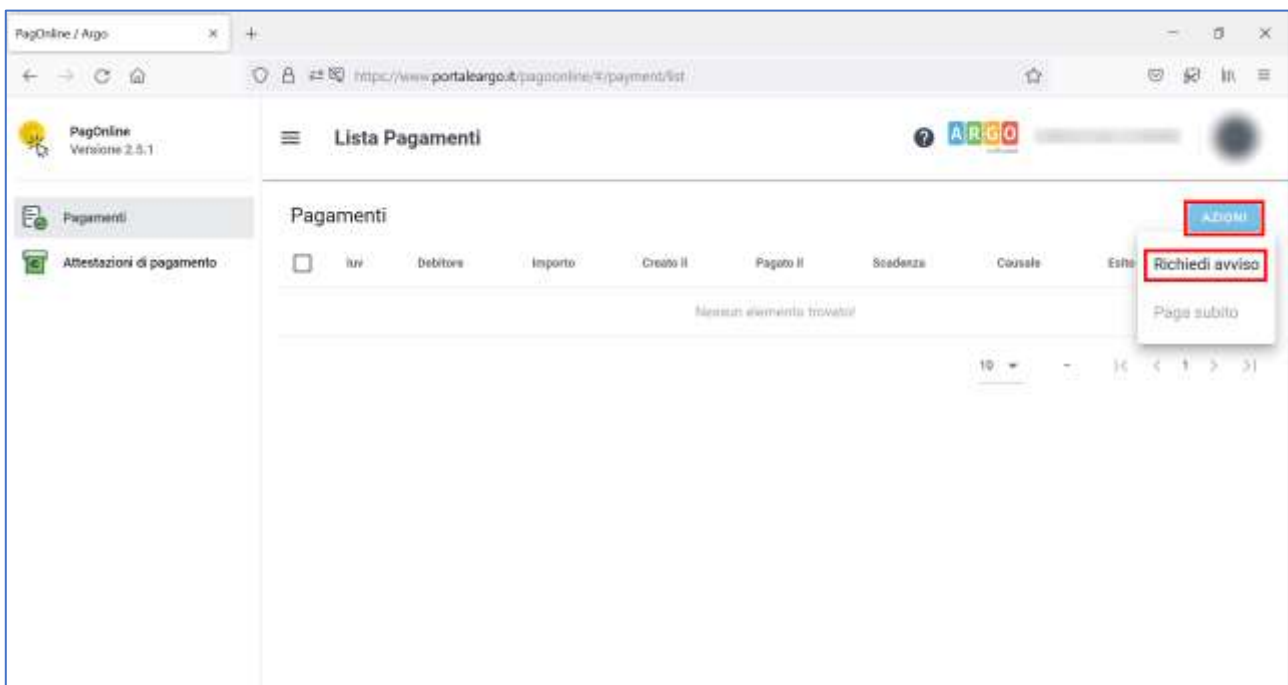 PagOnline / Argo
https://www.portaleargo.it/pagoonline/#/payment/list
PagOnline
Versione 2.5.1
Lista Pagamenti
ARGO
Pagamenti
Attestazioni di pagamento
Pagamenti
AZIONI
Iuv Debitore Importo Creato il Pagato il Scadenza Causale Esito
Richiedi avviso
Paga subito
Nessun elemento trovato!
10 - 1